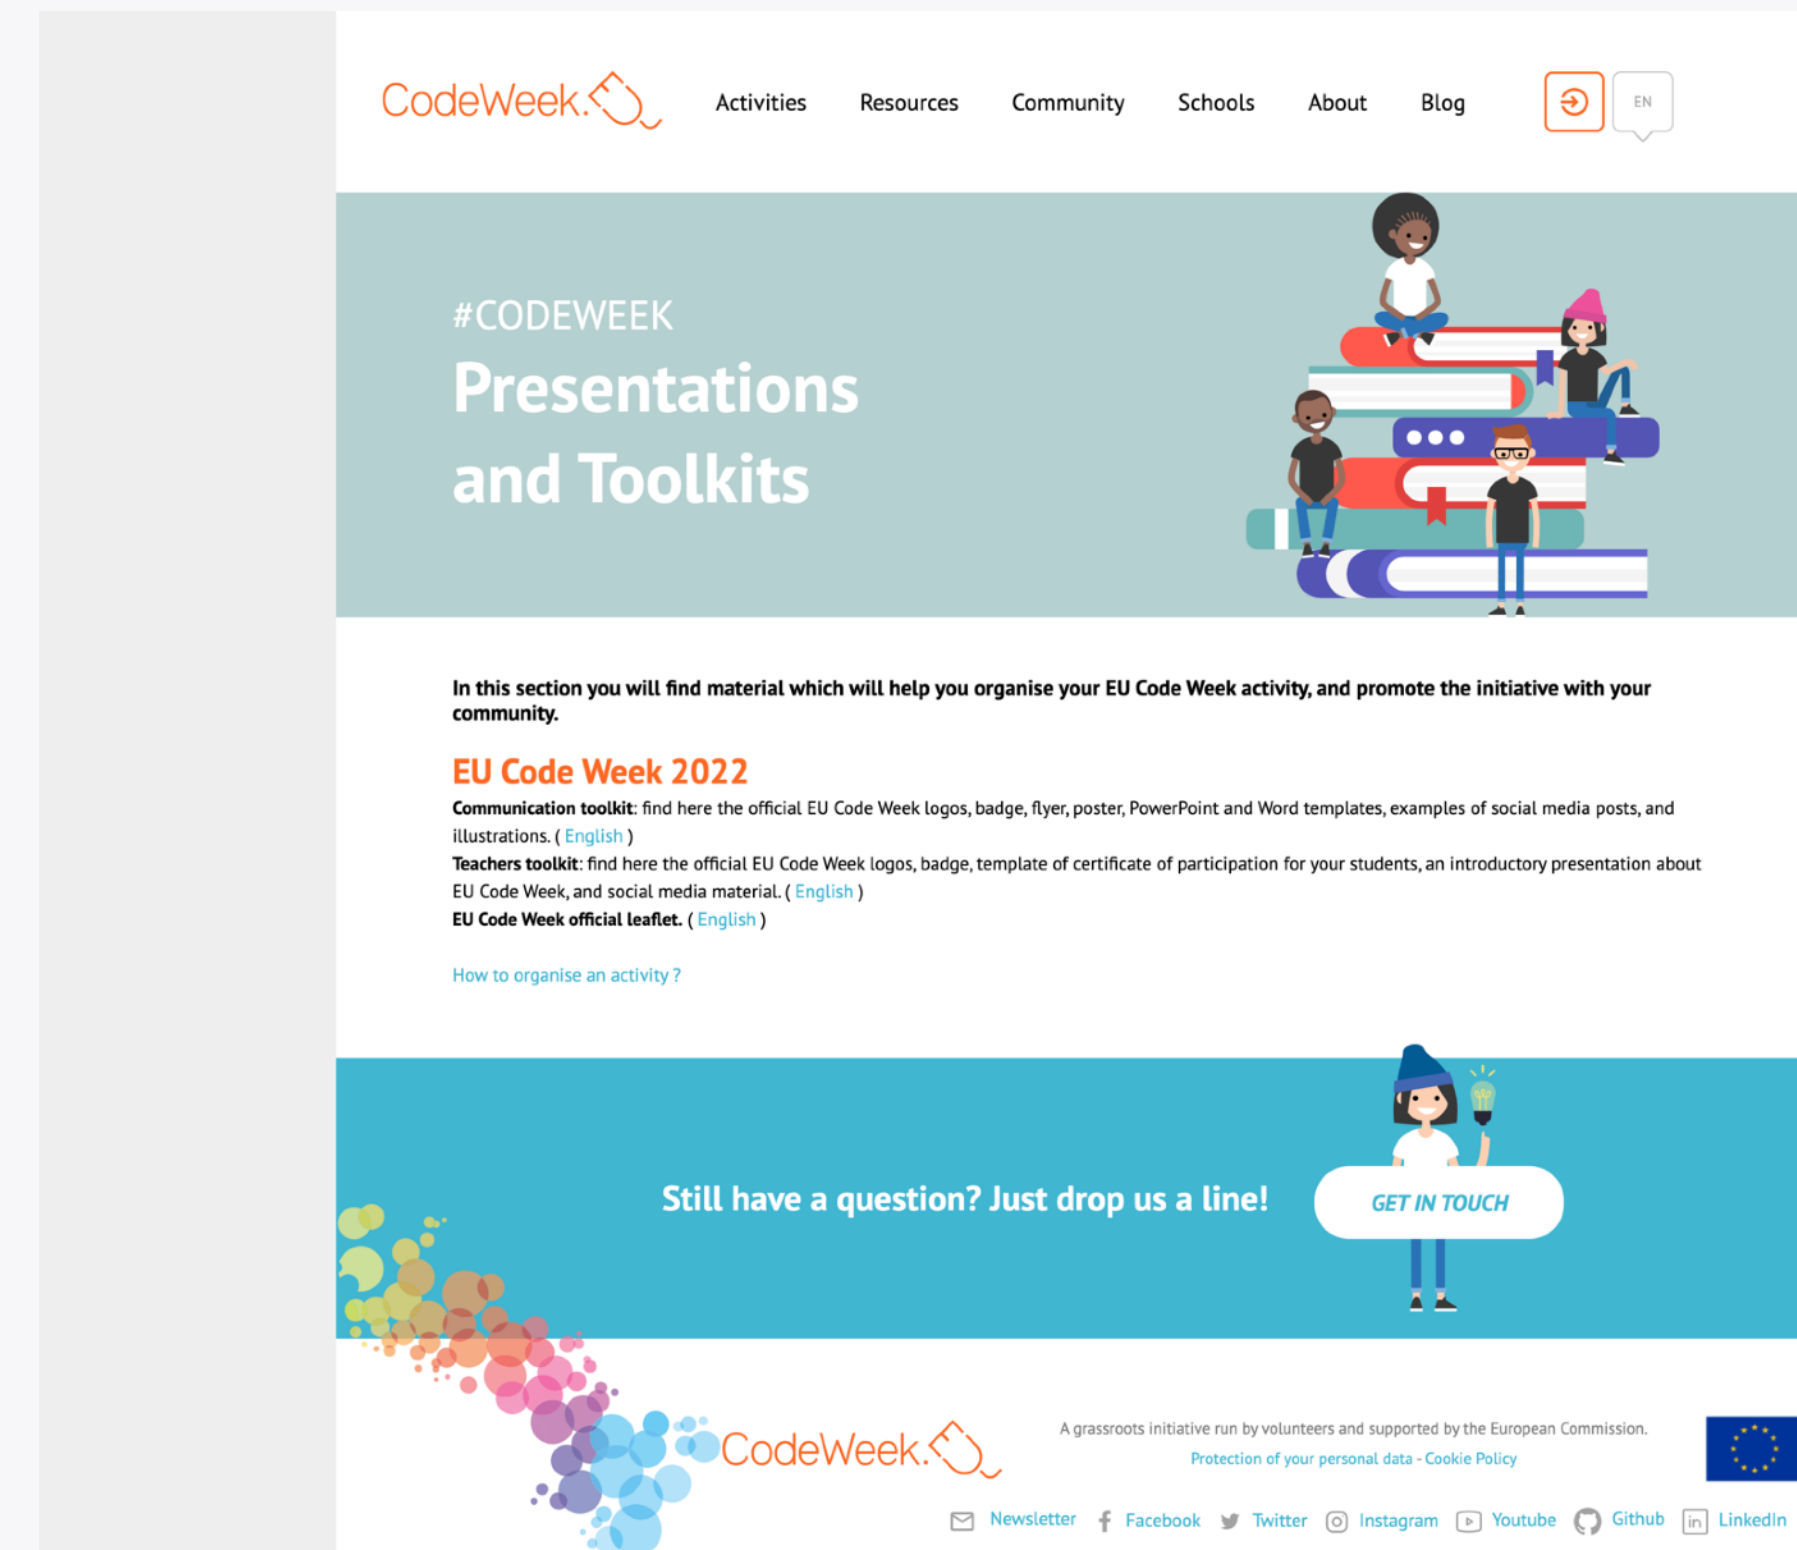 CodeWeek.
Activities
Resources
Community
Schools
About
Blog
EN
#CODEWEEK
Presentations
and Toolkits
In this section you will find material which will help you organise your EU Code Week activity, and promote the initiative with your
community.
EU Code Week 2022
Communication toolkit: find here the official EU Code Week logos, badge, flyer, poster, PowerPoint and Word templates, examples of social media posts, and
illustrations. ( English )
Teachers toolkit: find here the official EU Code Week logos, badge, template of certificate of participation for your students, an introductory presentation about
EU Code Week, and social media material. ( English )
EU Code Week official leaflet. ( English )
How to organise an activity ?
Still have a question? Just drop us a line!
GET IN TOUCH
CodeWeek.
A grassroots initiative run by volunteers and supported by the European Commission.
Protection of your personal data - Cookie Policy
Newsletter
Facebook
Twitter
Instagram
Youtube
Github
in
LinkedIn